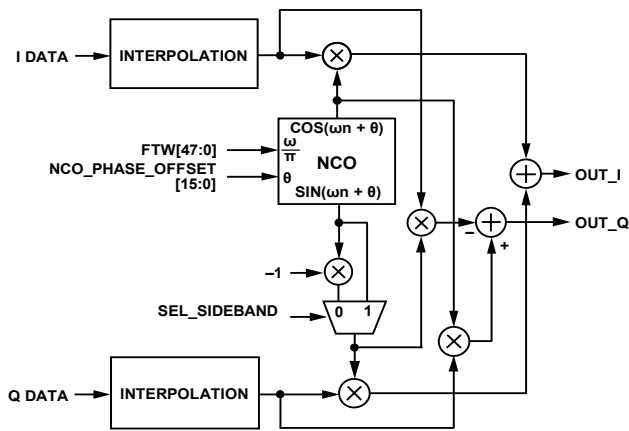 I DATA
INTERPOLATION
COS(ωn + θ)
FTW[47:0]
ω
π
NCO
NCO_PHASE_OFFSET
[15:0]
θ
SIN(ωn + θ)
OUT_I
–
+
OUT_Q
–1
0 1
SEL_SIDEBAND
Q DATA
INTERPOLATION